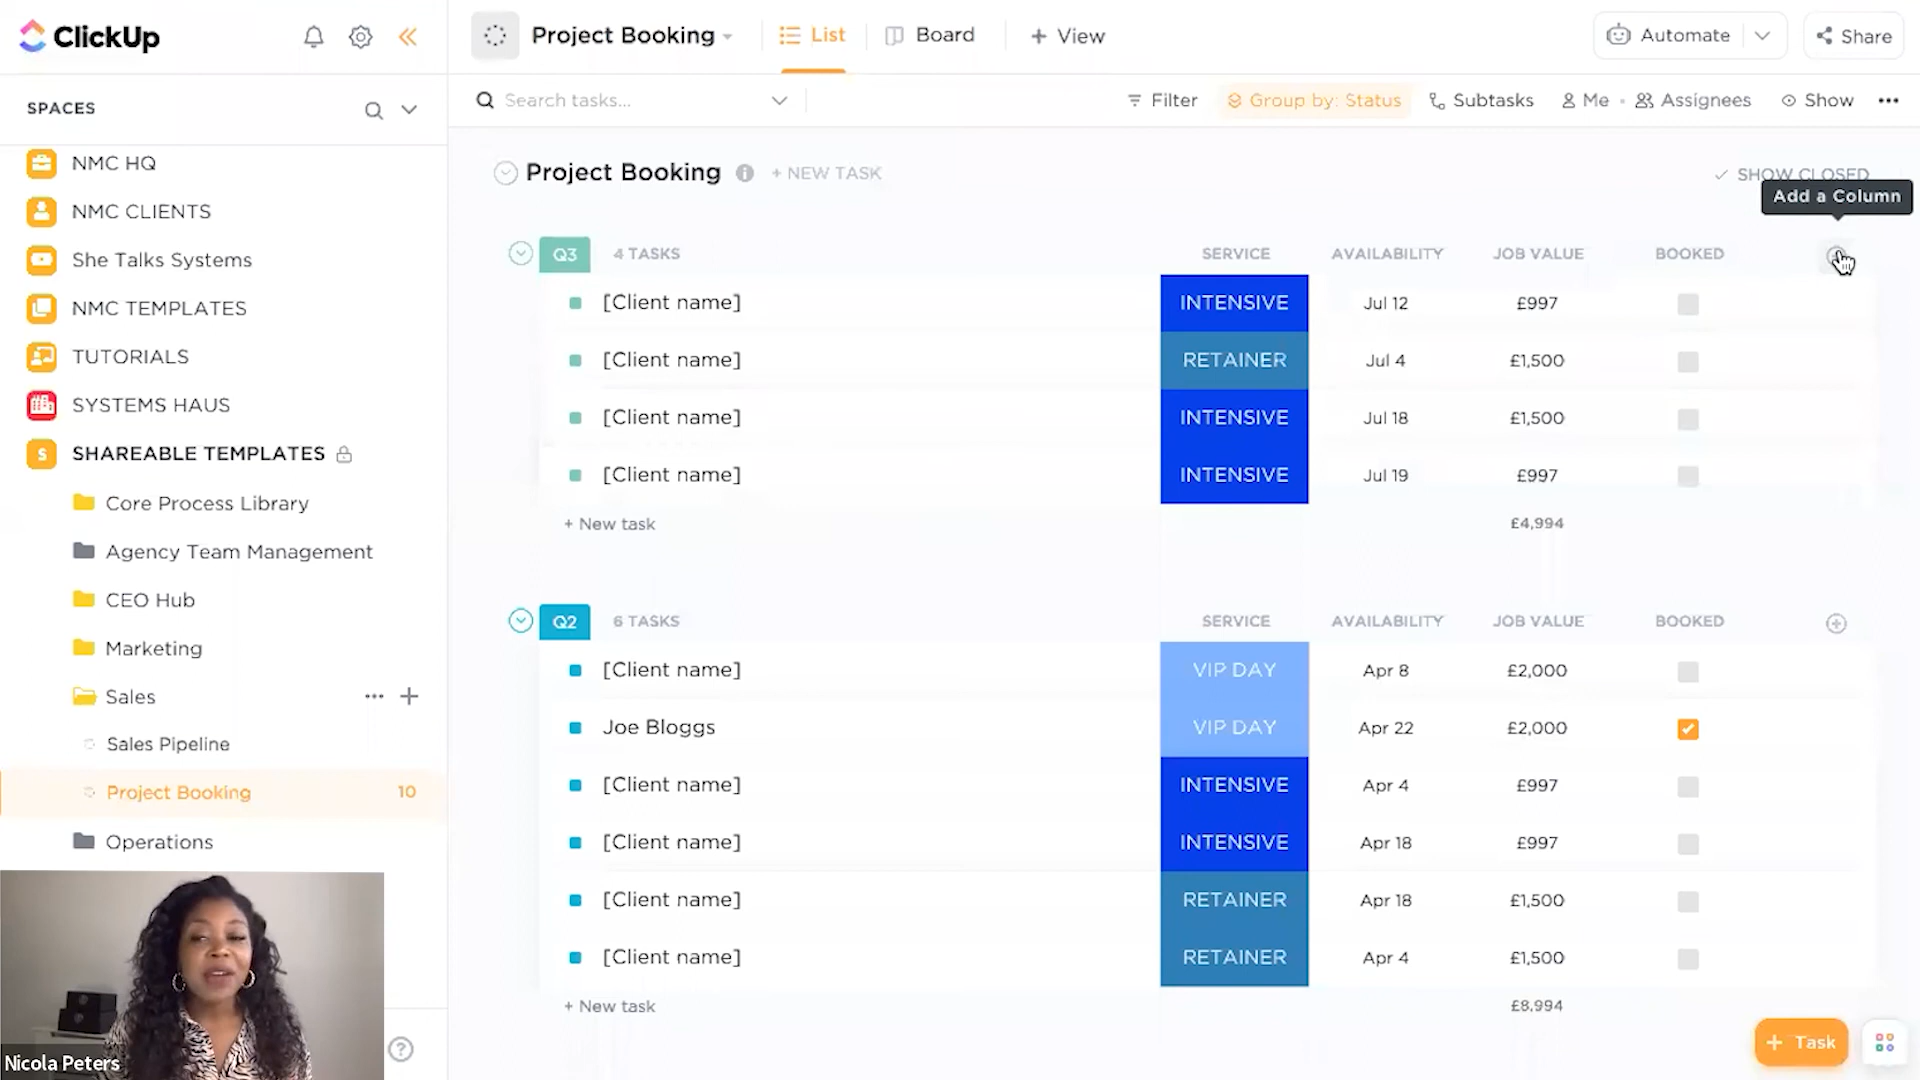 ClickUp
Project Booking
List
Board
+ View
Automate
Share
SPACES
Search tasks...
Filter
Group by: Status
Subtasks
Me
Assignees
Show
NMC HQ
NMC CLIENTS
She Talks Systems
NMC TEMPLATES
TUTORIALS
SYSTEMS HAUS
S SHAREABLE TEMPLATES
Core Process Library
Agency Team Management
CEO Hub
Marketing
Sales
Sales Pipeline
Project Booking 10
Operations
Project Booking + NEW TASK
SHOW CLOSED
Add a Column
Q3 4 TASKS SERVICE AVAILABILITY JOB VALUE BOOKED
[Client name] INTENSIVE Jul 12 £997
[Client name] RETAINER Jul 4 £1,500
[Client name] INTENSIVE Jul 18 £1,500
[Client name] INTENSIVE Jul 19 £997
+ New task £4,994
Q2 6 TASKS SERVICE AVAILABILITY JOB VALUE BOOKED
[Client name] VIP DAY Apr 8 £2,000
Joe Bloggs VIP DAY Apr 22 £2,000
[Client name] INTENSIVE Apr 4 £997
[Client name] INTENSIVE Apr 18 £997
[Client name] RETAINER Apr 18 £1,500
[Client name] RETAINER Apr 4 £1,500
+ New task £8,994
+ Task
Nicola Peters